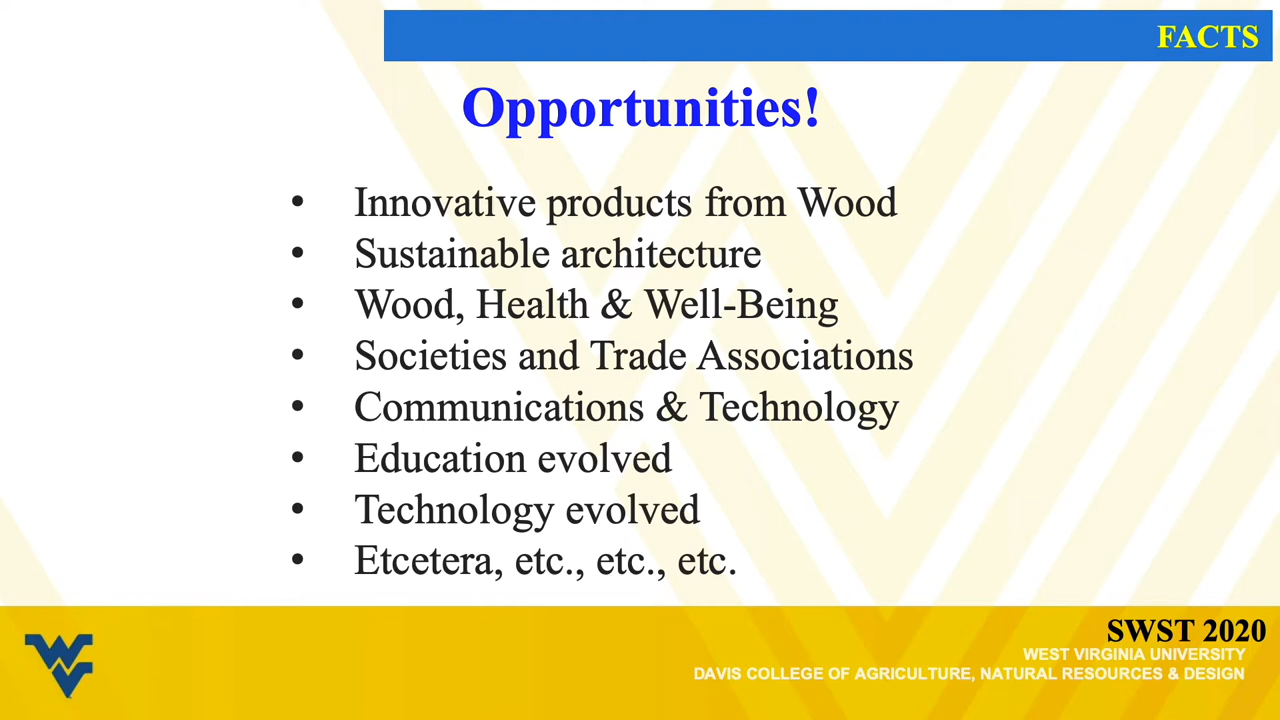 FACTS
Opportunities!
• Innovative products from Wood
• Sustainable architecture
• Wood, Health & Well-Being
• Societies and Trade Associations
• Communications & Technology
• Education evolved
• Technology evolved
• Etcetera, etc., etc., etc.
SWST 2020
WEST VIRGINIA UNIVERSITY
DAVIS COLLEGE OF AGRICULTURE, NATURAL RESOURCES & DESIGN
WV